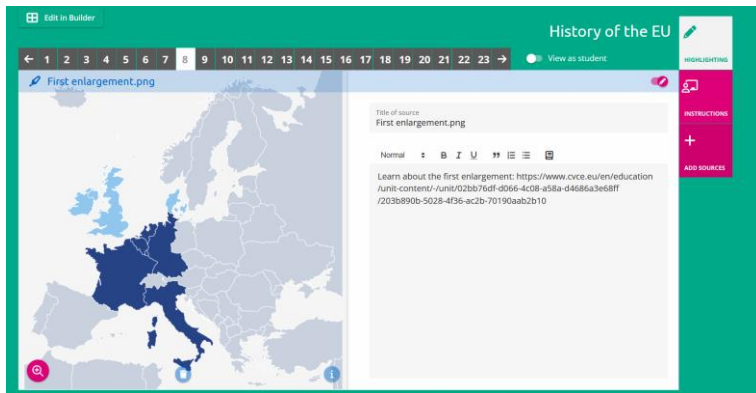 Edit in Builder
History of the EU
← 1 2 3 4 5 6 7 8 9 10 11 12 13 14 15 16 17 18 19 20 21 22 23 →
View as student
HIGHLIGHTING
First enlargement.png
INSTRUCTIONS
Title of source
First enlargement.png
ADD SOURCES
Normal B I U
Learn about the first enlargement: https://www.cvce.eu/en/education
/unit-content/-/unit/02bb76df-d066-4c08-a58a-d4686a3e68ff
/203b890b-5028-4f36-ac2b-70190aab2b10